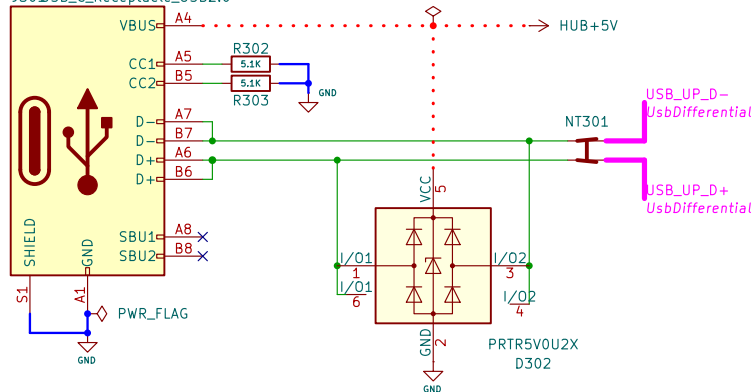 USB_C_Receptacle_USB2.0
VBUS
A4
HUB+5V
CC1
A5
R302
5.1K
CC2
B5
5.1K
R303
GND
D-
A7
D-
B7
D+
A6
D+
B6
NT301
USB_UP_D-
UsbDifferential
USB_UP_D+
UsbDifferential
VCC
5
SHIELD
GND
SBU1
A8
SBU2
B8
S1
A1
PWR_FLAG
GND
I/O1
1
I/O1
6
I/O2
3
I/O2
4
GND
2
PRTR5V0U2X
D302
GND